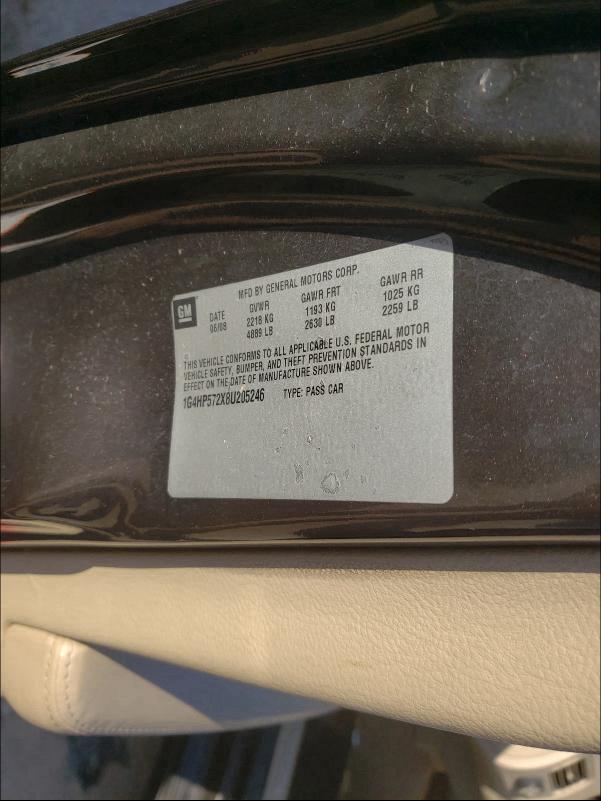 MFD BY GENERAL MOTORS CORP.
GM DATE GVWR GAWR FRT GAWR RR
06/08 2218 KG 1193 KG 1025 KG
4889 LB 2630 LB 2259 LB
THIS VEHICLE CONFORMS TO ALL APPLICABLE U.S. FEDERAL MOTOR
VEHICLE SAFETY, BUMPER, AND THEFT PREVENTION STANDARDS IN
EFFECT ON THE DATE OF MANUFACTURE SHOWN ABOVE.
1G4HP572X8U205246 TYPE: PASS CAR